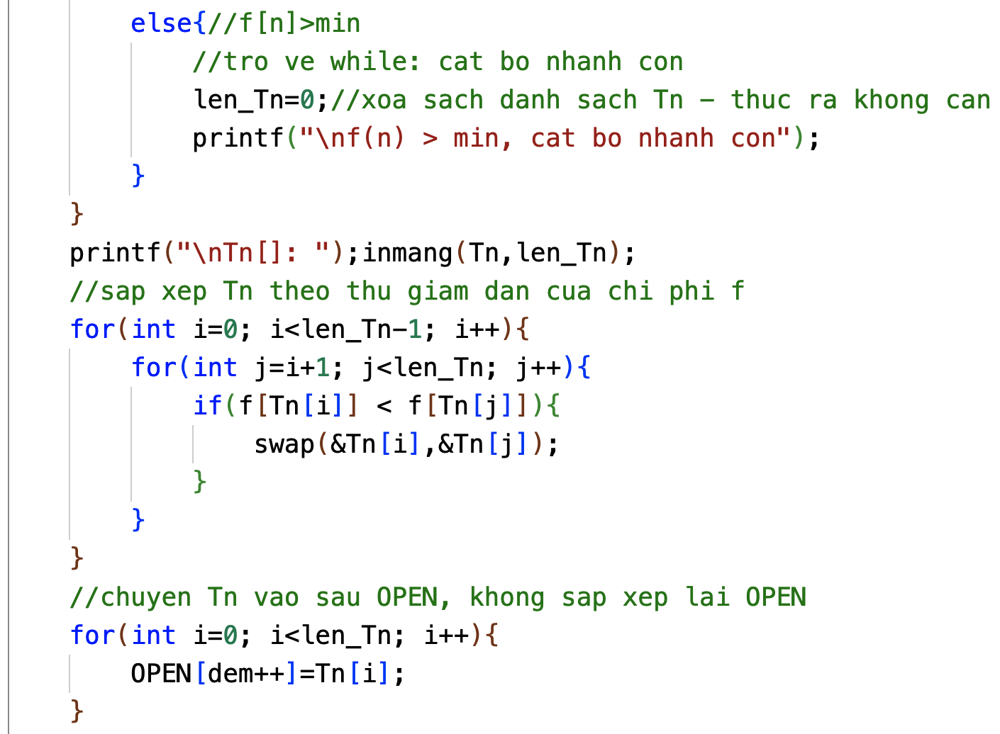 else{//f[n]>min
//tro ve while: cat bo nhanh con
len_Tn=0;//xoa sach danh sach Tn - thuc ra khong can
printf("\nf(n) > min, cat bo nhanh con");
}
}
printf("\nTn[]: ");inmang(Tn,len_Tn);
//sap xep Tn theo thu giam dan cua chi phi f
for(int i=0; i<len_Tn-1; i++){
for(int j=i+1; j<len_Tn; j++){
if(f[Tn[i]] < f[Tn[j]]){
swap(&Tn[i],&Tn[j]);
}
}
}
//chuyen Tn vao sau OPEN, khong sap xep lai OPEN
for(int i=0; i<len_Tn; i++){
OPEN[dem++]=Tn[i];
}